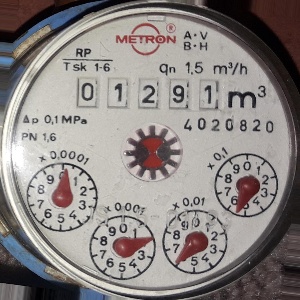 METRON ®
A·V
B·H
RP
Tsk 1-6
qn 1,5 m³/h
01291 m³
Δp 0,1 MPa
PN 1,6
4020820
x 0,0001
x 0,1
x 0,001
x 0,01